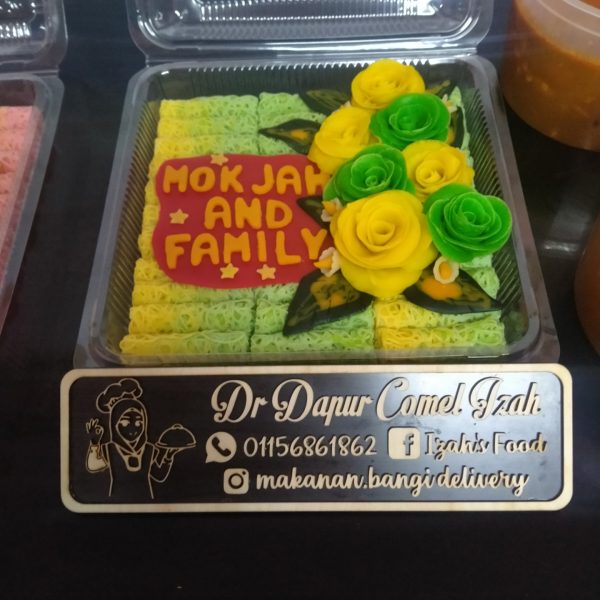 MOK JAH
AND
FAMILY
Dr Dapur Comel Izah
01156861862 f Izah's Food
makanan.bangi delivery